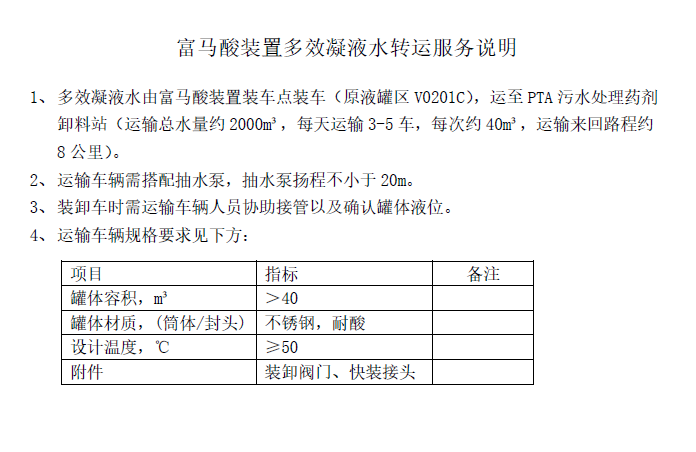 富马酸装置多效凝液水转运服务说明
1、多效凝液水由富马酸装置装车点装车（原液罐区 V0201C），运至 PTA 污水处理药剂
卸料站（运输总水量约 2000m³，每天运输 3-5 车，每次约 40m³，运输来回路程约
8 公里）。
2、运输车辆需搭配抽水泵，抽水泵扬程不小于 20m。
3、装卸车时需运输车辆人员协助接管以及确认罐体液位。
4、运输车辆规格要求见下方：
项目 指标 备注
罐体容积，m³ ＞40
罐体材质，(筒体/封头) 不锈钢，耐酸
设计温度，℃ ≥50
附件 装卸阀门、快装接头